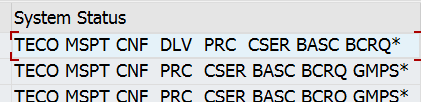 System Status
TECO MSPT CNF DLV PRC CSER BASC BCRQ*
TECO MSPT CNF PRC CSER BASC BCRQ GMPS*
TECO MSPT CNF PRC CSER BASC BCRQ GMPS*